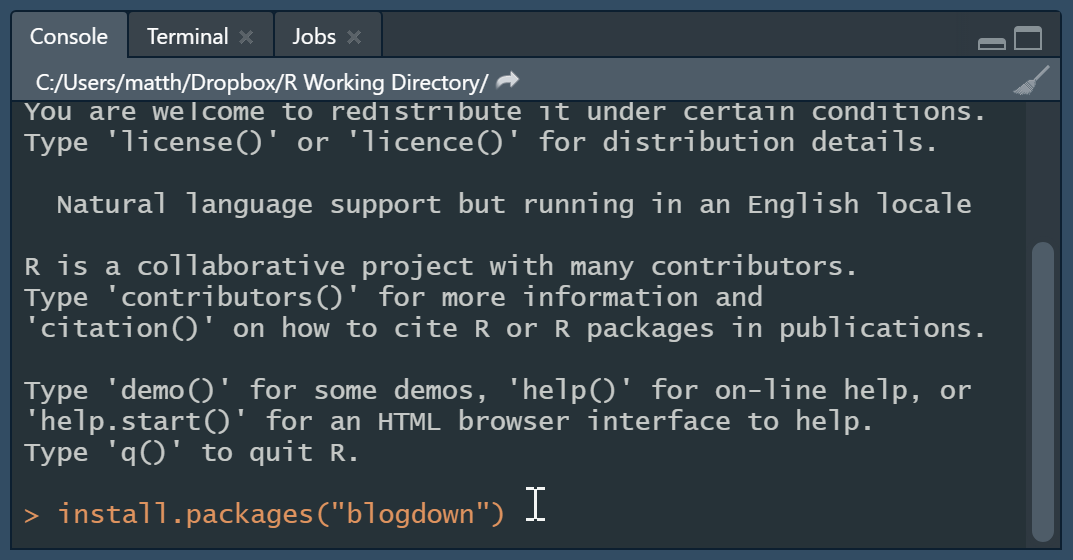 Console Terminal Jobs
C:/Users/matth/Dropbox/R Working Directory/
You are welcome to redistribute it under certain conditions.
Type 'license()' or 'licence()' for distribution details.
Natural language support but running in an English locale
R is a collaborative project with many contributors.
Type 'contributors()' for more information and
'citation()' on how to cite R or R packages in publications.
Type 'demo()' for some demos, 'help()' for on-line help, or
'help.start()' for an HTML browser interface to help.
Type 'q()' to quit R.
> install.packages("blogdown")